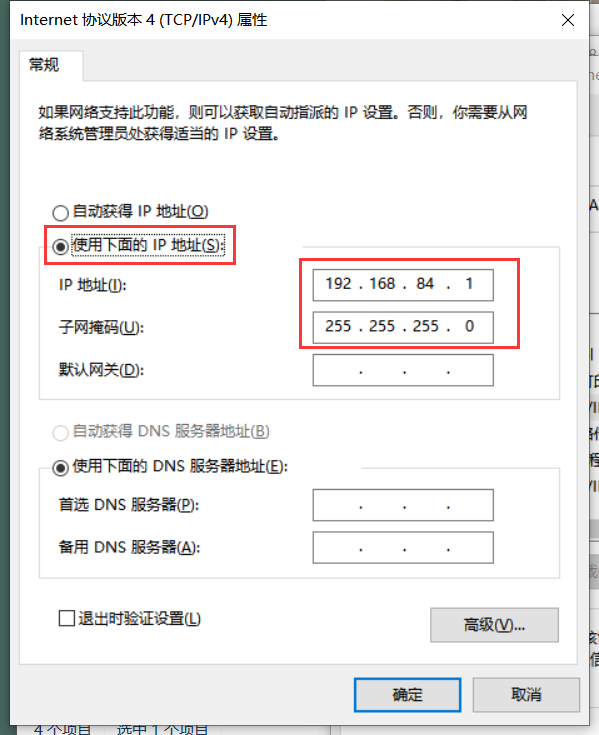 Internet 协议版本 4 (TCP/IPv4) 属性
常规
如果网络支持此功能，则可以获取自动指派的 IP 设置。否则，你需要从网
络系统管理员处获得适当的 IP 设置。
自动获得 IP 地址(O)
使用下面的 IP 地址(S):
IP 地址(I): 192 . 168 . 84 . 1
子网掩码(U): 255 . 255 . 255 . 0
默认网关(D): . . .
自动获得 DNS 服务器地址(B)
使用下面的 DNS 服务器地址(E):
首选 DNS 服务器(P): . . .
备用 DNS 服务器(A): . . .
退出时验证设置(L)
高级(V)...
确定 取消
4 个项目 选中 1 个项目